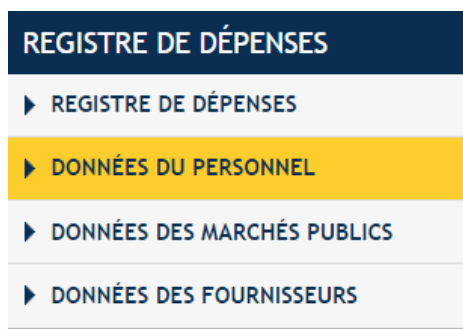 REGISTRE DE DÉPENSES
REGISTRE DE DÉPENSES
DONNÉES DU PERSONNEL
DONNÉES DES MARCHÉS PUBLICS
DONNÉES DES FOURNISSEURS